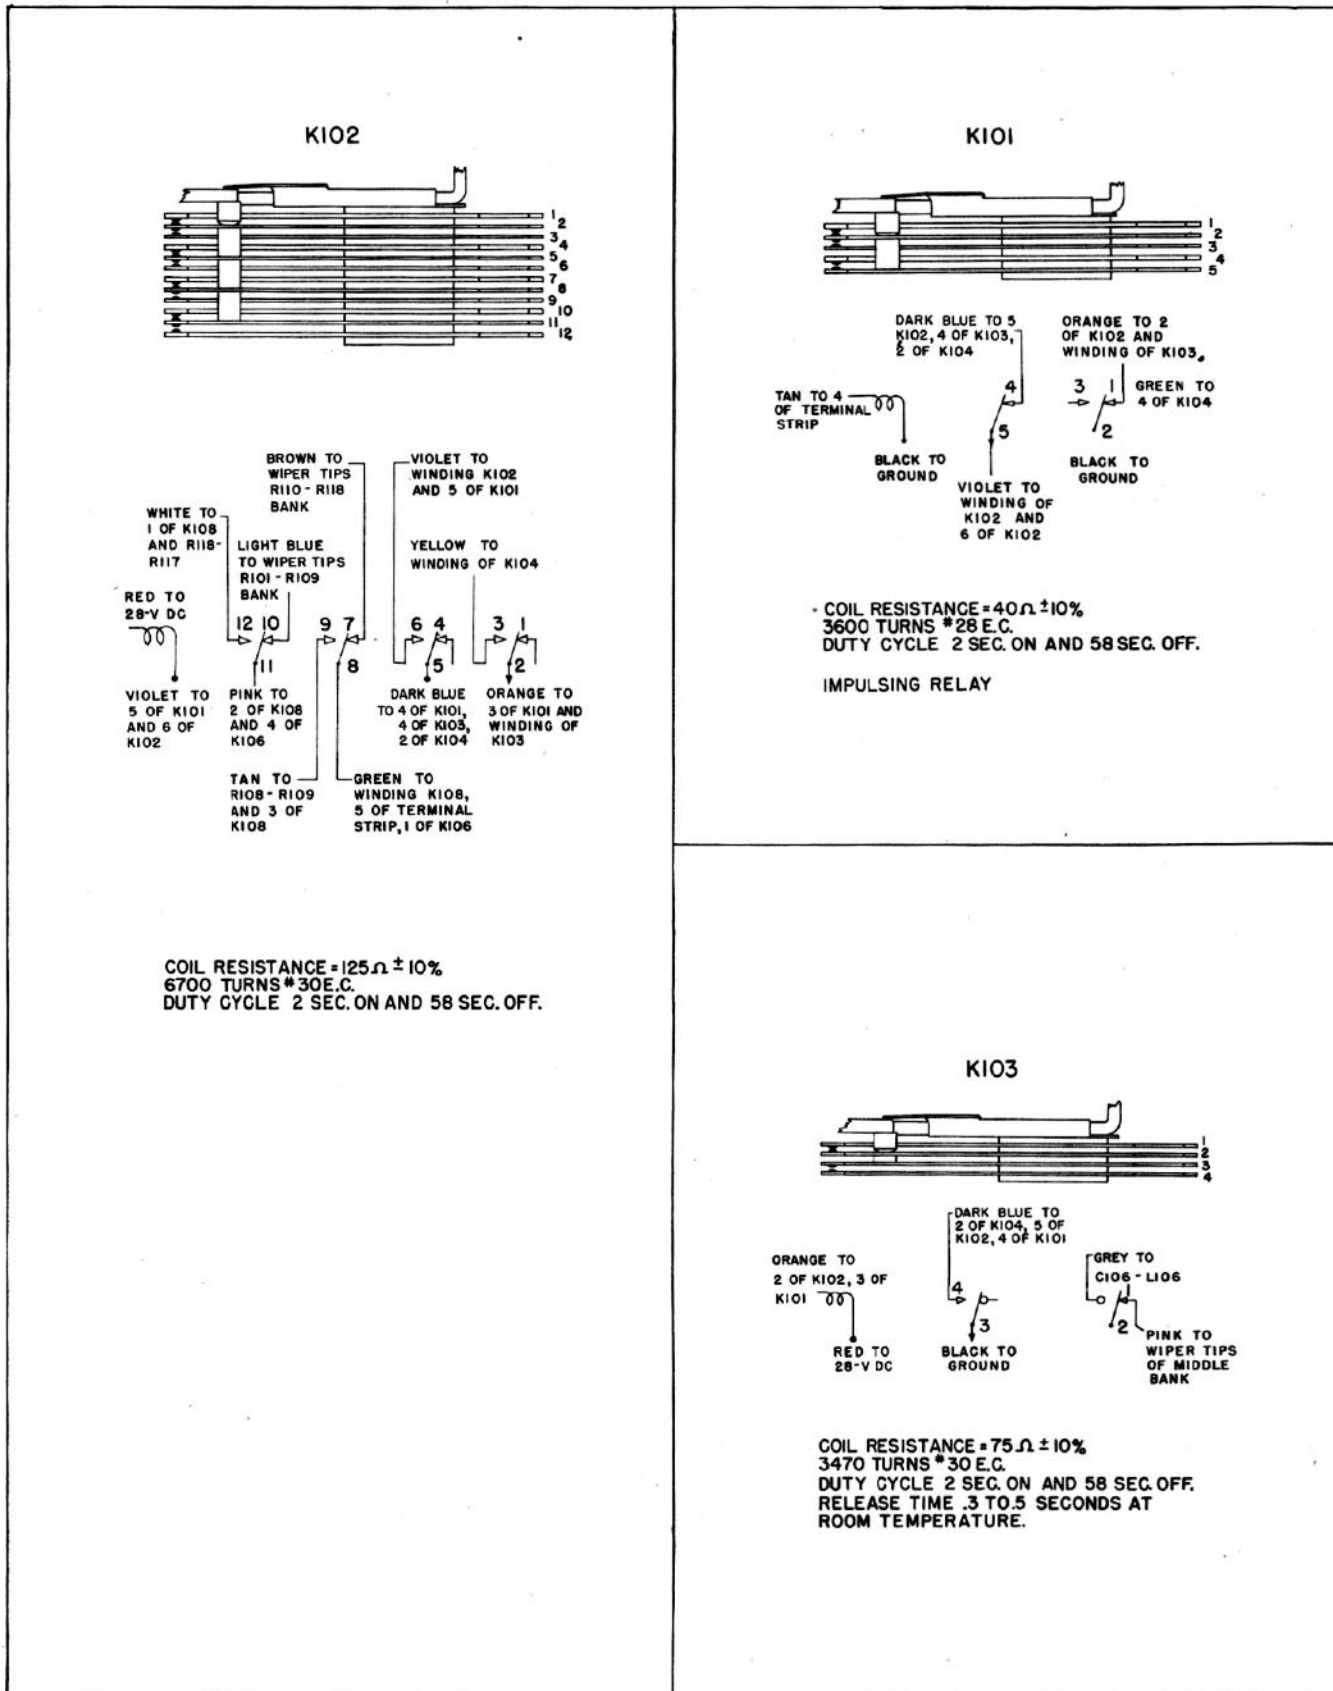 K102
1
2
3
4
5
6
7
8
9
10
11
12
BROWN TO
WIPER TIPS
R110 - R118
BANK
VIOLET TO
WINDING K102
AND 5 OF K101
WHITE TO
1 OF K108
AND R118-
R117
LIGHT BLUE
TO WIPER TIPS
R101 - R109
BANK
YELLOW TO
WINDING OF K104
RED TO
28-V DC
12 10
11
9 7
8
6 4
5
3 1
2
VIOLET TO
5 OF K101
AND 6 OF
K102
PINK TO
2 OF K108
AND 4 OF
K106
DARK BLUE
TO 4 OF K101,
4 OF K103,
2 OF K104
ORANGE TO
3 OF K101 AND
WINDING OF
K103
TAN TO
R108 - R109
AND 3 OF
K108
GREEN TO
WINDING K108,
5 OF TERMINAL
STRIP, 1 OF K106
COIL RESISTANCE = 125Ω ± 10%
6700 TURNS #30 E.C.
DUTY CYCLE 2 SEC. ON AND 58 SEC. OFF.
K101
1
2
3
4
5
DARK BLUE TO 5
K102, 4 OF K103,
2 OF K104
ORANGE TO 2
OF K102 AND
WINDING OF K103
TAN TO 4
OF TERMINAL
STRIP
4
5
3 1
2
GREEN TO
4 OF K104
BLACK TO
GROUND
VIOLET TO
WINDING OF
K102 AND
6 OF K102
BLACK TO
GROUND
COIL RESISTANCE = 40Ω ± 10%
3600 TURNS #28 E.C.
DUTY CYCLE 2 SEC. ON AND 58 SEC. OFF.
IMPULSING RELAY
K103
1
2
3
4
DARK BLUE TO
2 OF K104, 5 OF
K102, 4 OF K101
ORANGE TO
2 OF K102, 3 OF
K101
GREY TO
C106 - L106
4
3
1
2
RED TO
28-V DC
BLACK TO
GROUND
PINK TO
WIPER TIPS
OF MIDDLE
BANK
COIL RESISTANCE = 75Ω ± 10%
3470 TURNS #30 E.C.
DUTY CYCLE 2 SEC. ON AND 58 SEC. OFF.
RELEASE TIME .3 TO .5 SECONDS AT
ROOM TEMPERATURE.